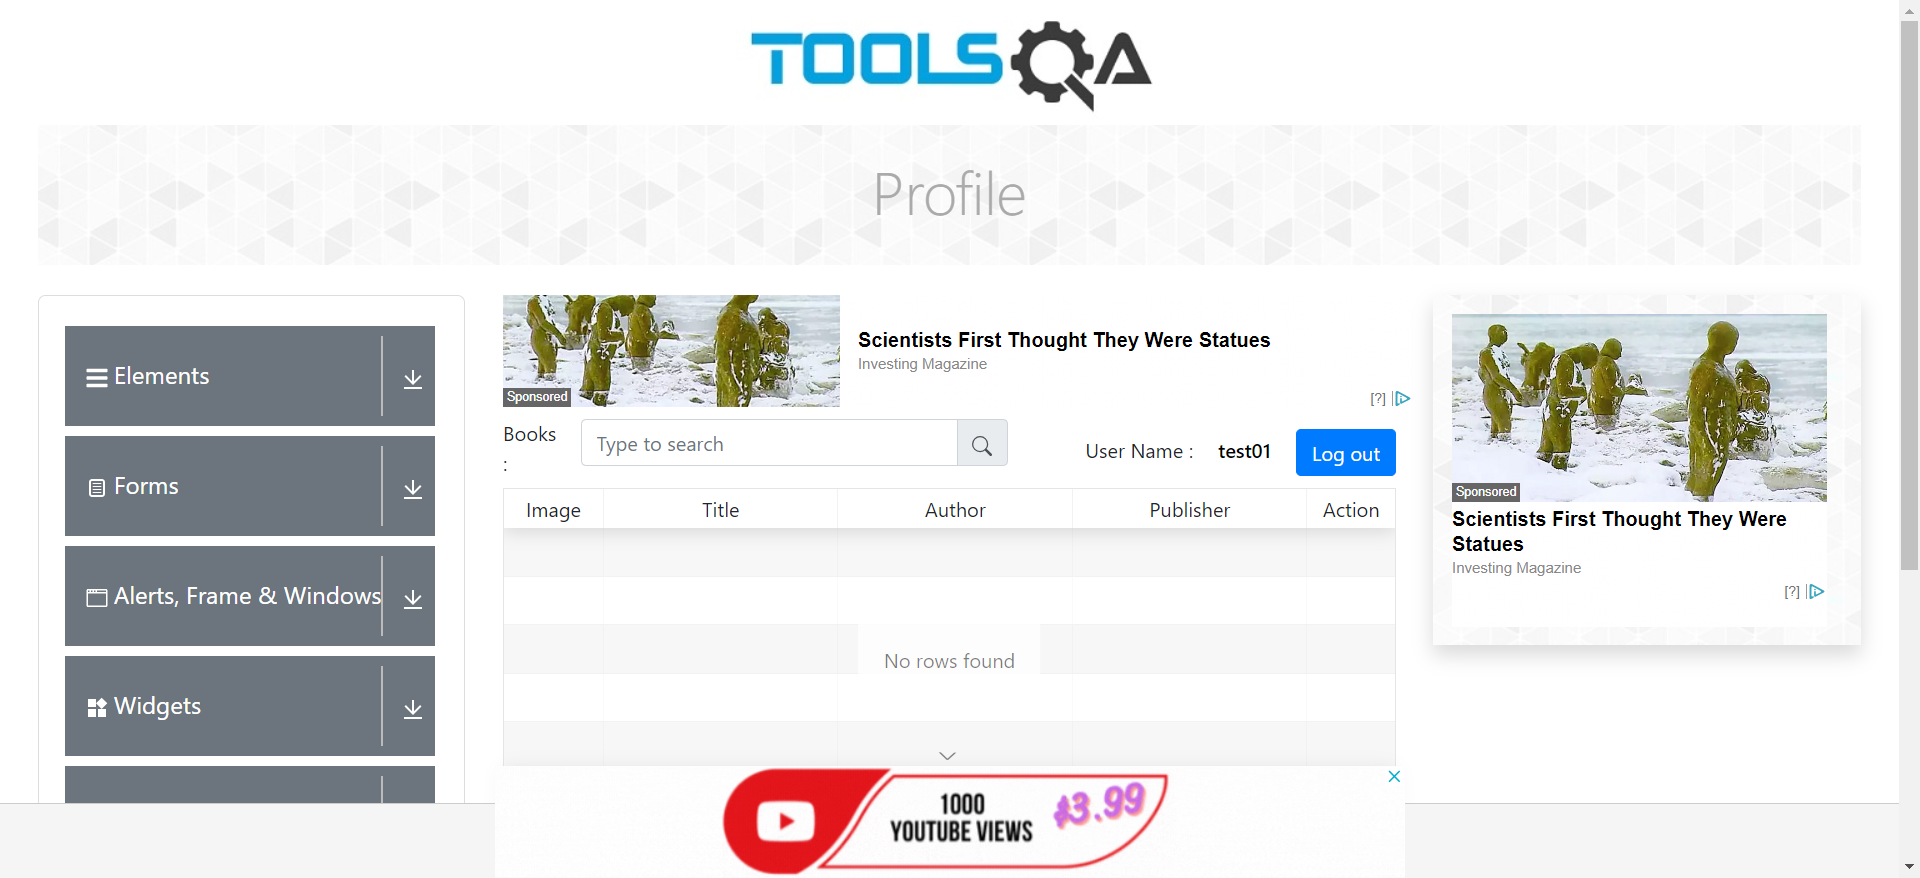 TOOLSQA
Profile
Elements
Forms
Alerts, Frame & Windows
Widgets
Sponsored
Scientists First Thought They Were Statues
Investing Magazine
[?]
Books
:
Type to search
User Name :
test01
Log out
Image
Title
Author
Publisher
Action
No rows found
Sponsored
Scientists First Thought They Were
Statues
Investing Magazine
[?]
1000
YOUTUBE VIEWS
$3.99